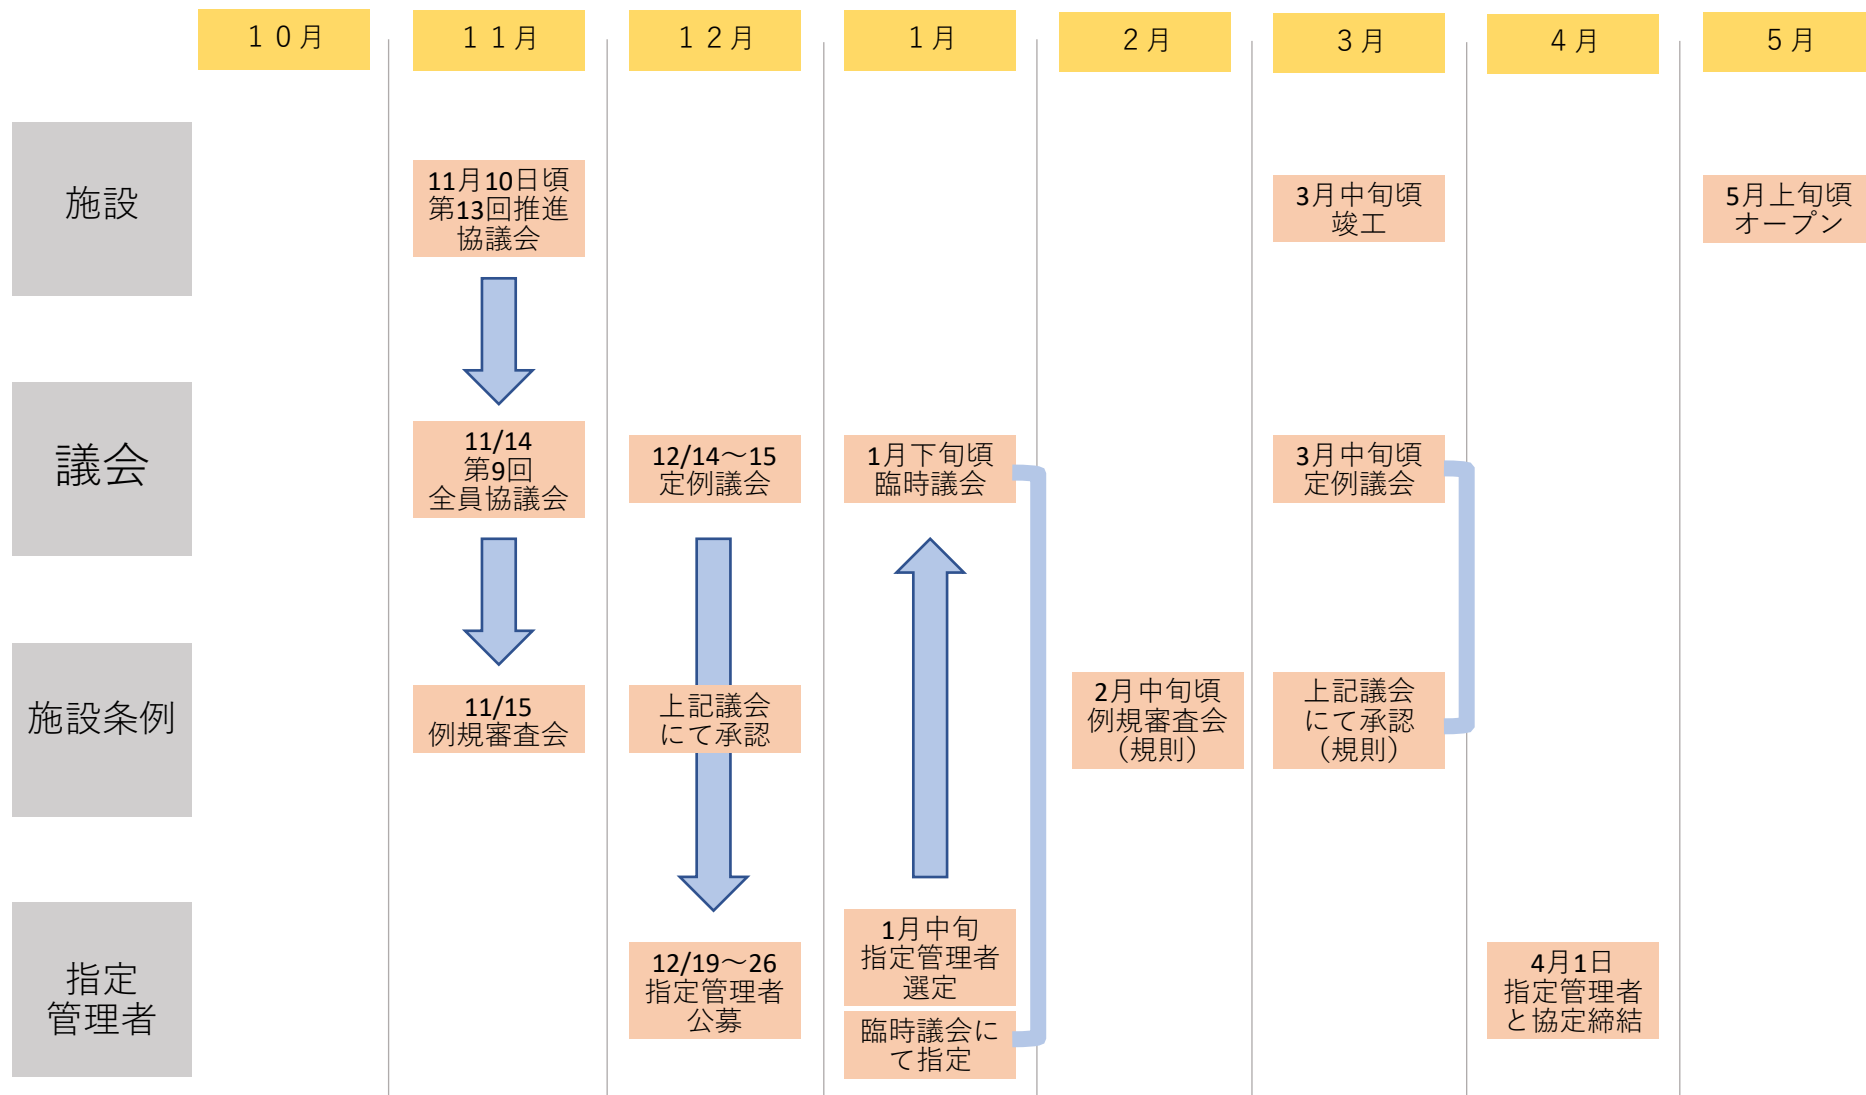 １０月
１１月
１２月
１月
２月
３月
４月
５月
施設
11月10日頃
第13回推進
協議会
3月中旬頃
竣工
5月上旬頃
オープン
議会
11/14
第9回
全員協議会
12/14～15
定例議会
1月下旬頃
臨時議会
3月中旬頃
定例議会
施設条例
11/15
例規審査会
上記議会
にて承認
2月中旬頃
例規審査会
（規則）
上記議会
にて承認
（規則）
指定
管理者
12/19～26
指定管理者
公募
1月中旬
指定管理者
選定
臨時議会に
て指定
4月1日
指定管理者
と協定締結